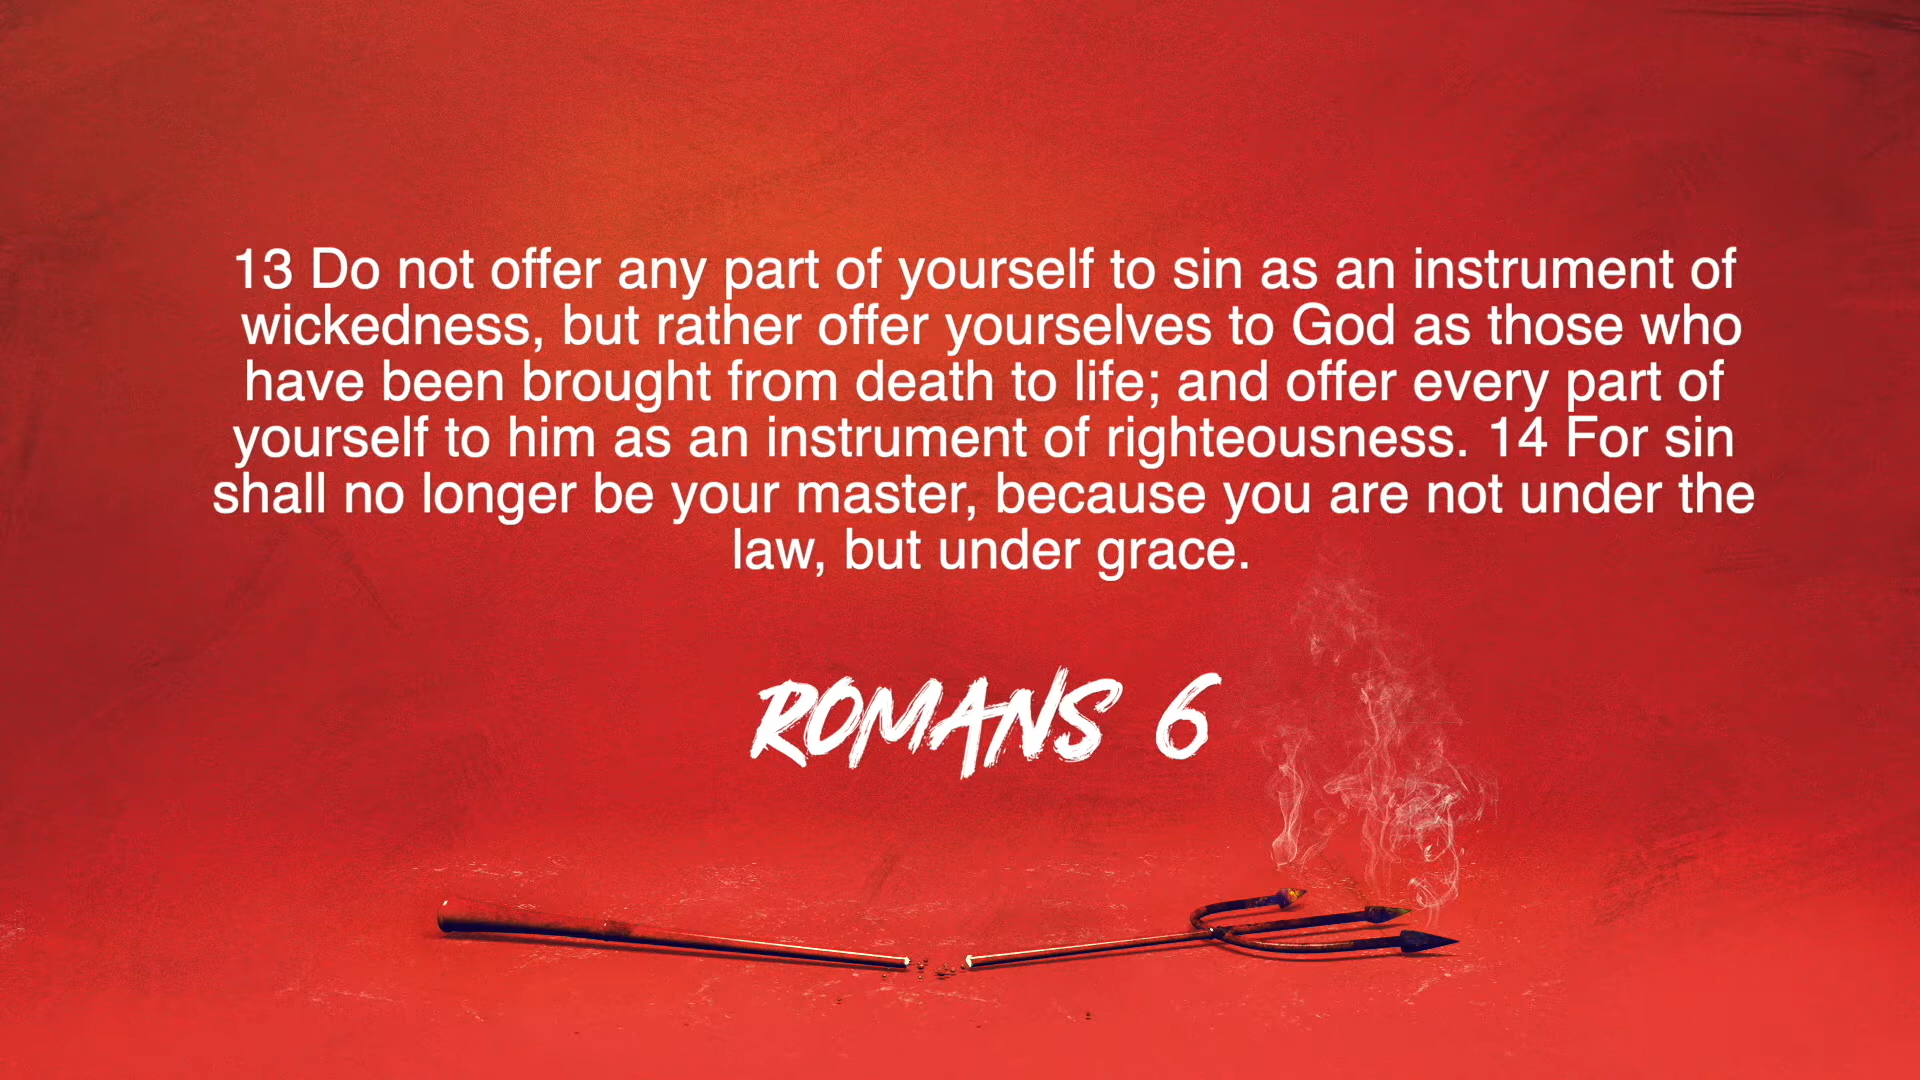 13 Do not offer any part of yourself to sin as an instrument of
wickedness, but rather offer yourselves to God as those who
have been brought from death to life; and offer every part of
yourself to him as an instrument of righteousness. 14 For sin
shall no longer be your master, because you are not under the
law, but under grace.
ROMANS 6